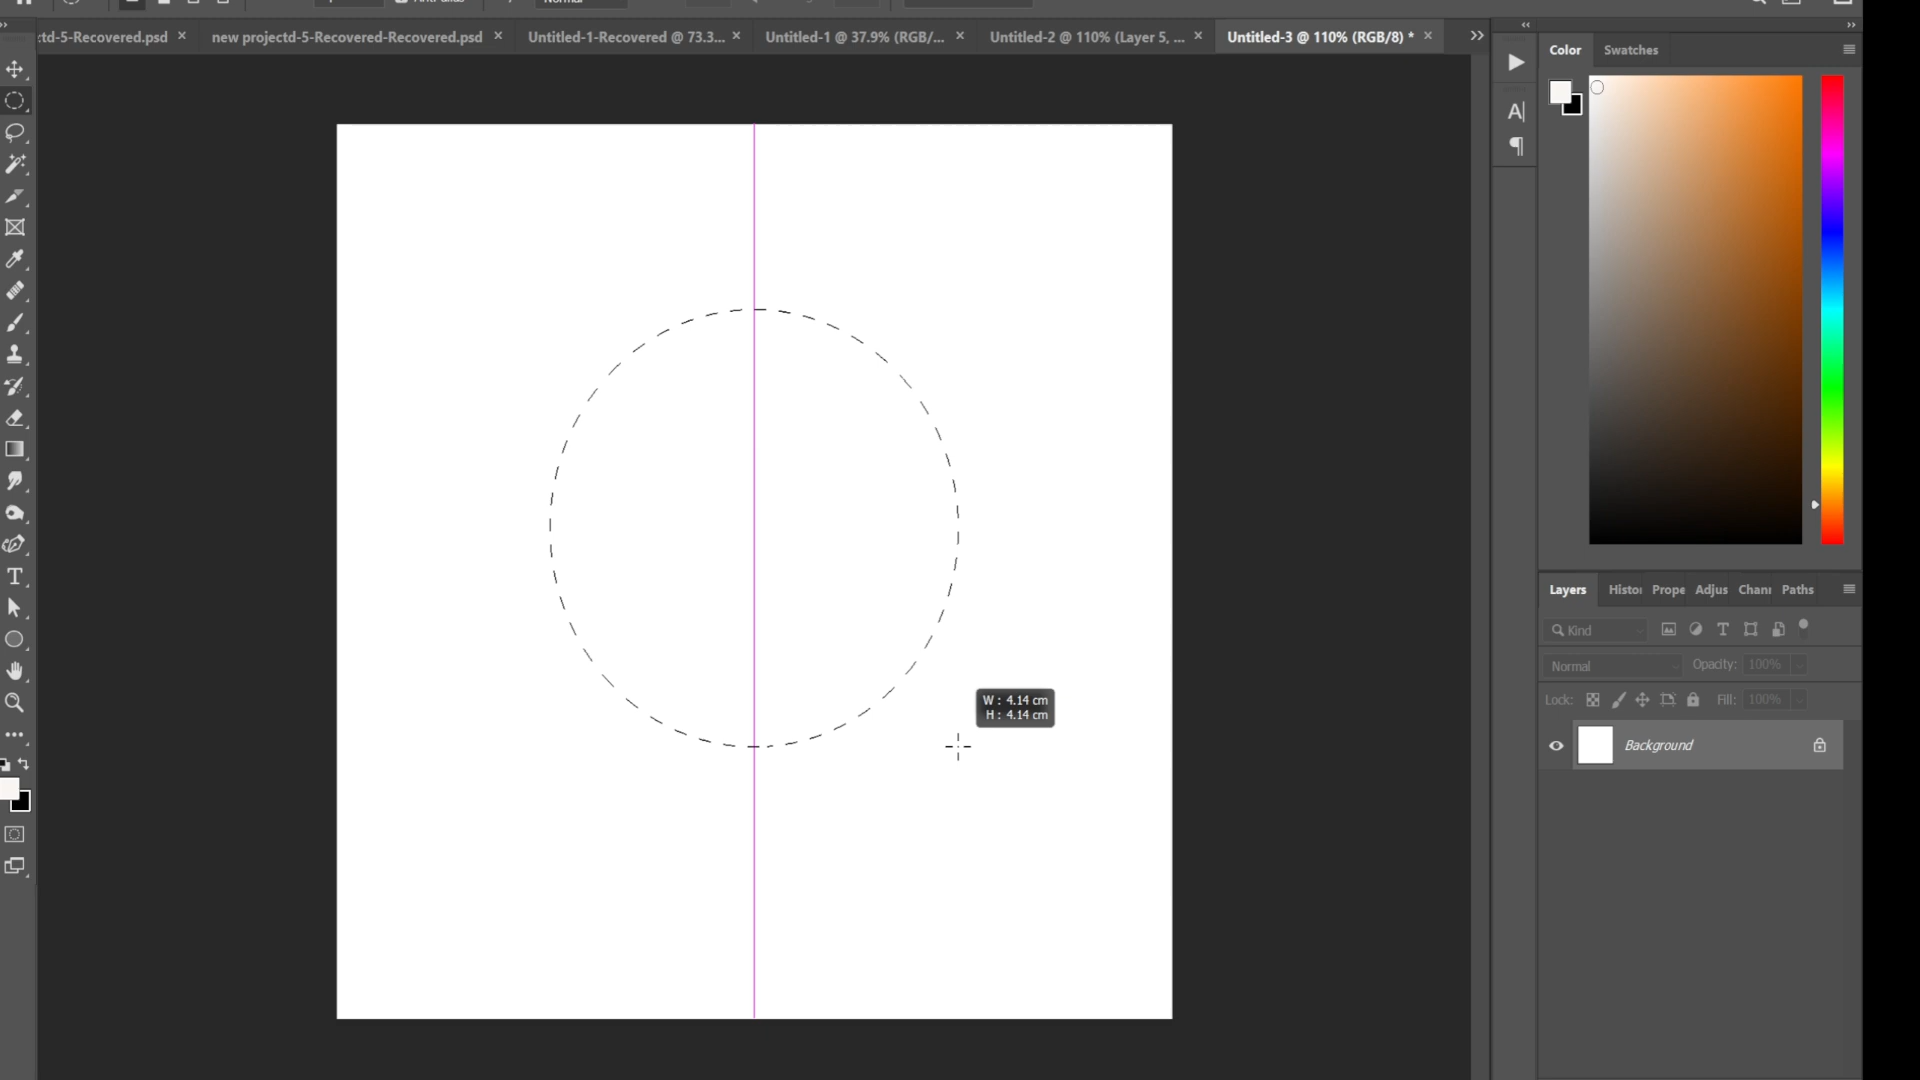 td-5-Recovered.psd ×
new projectd-5-Recovered-Recovered.psd ×
Untitled-1-Recovered @ 73.3... ×
Untitled-1 @ 37.9% (RGB/... ×
Untitled-2 @ 110% (Layer 5, ... ×
Untitled-3 @ 110% (RGB/8) * ×
Color
Swatches
W : 4.14 cm
H : 4.14 cm
Layers
Histor
Prope
Adjus
Chann
Paths
Kind
Normal
Opacity: 100%
Lock:
Fill: 100%
Background